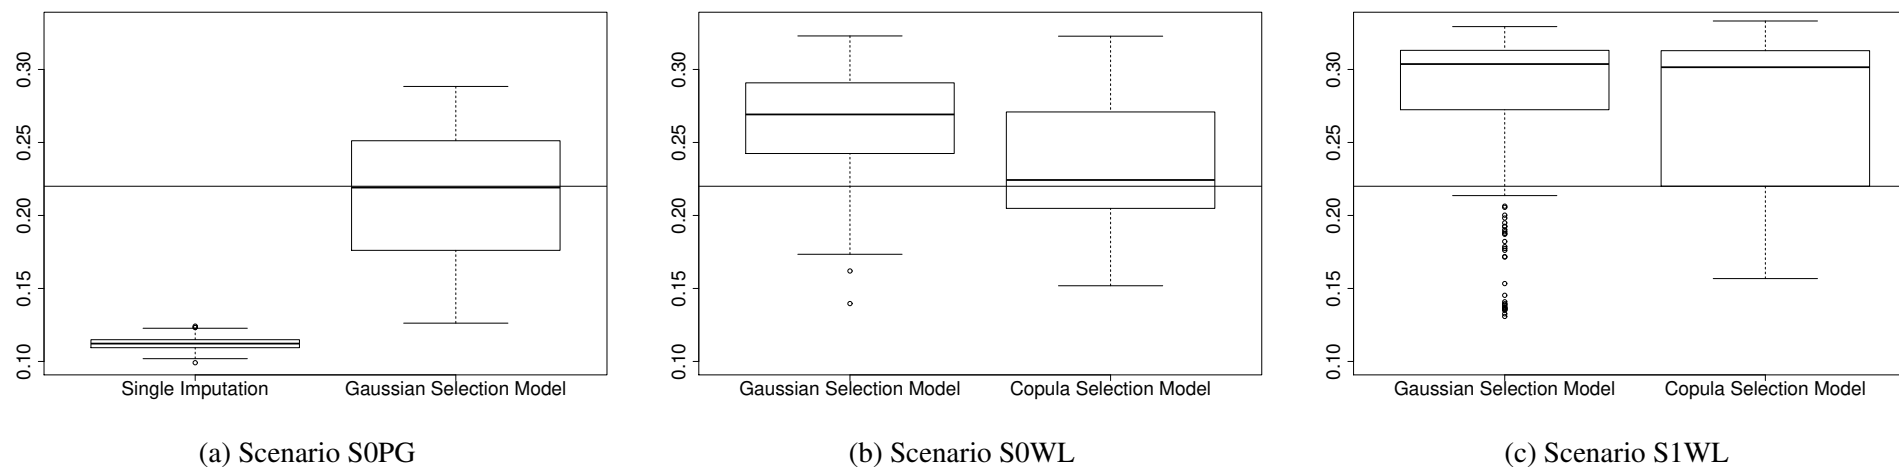 0.30
0.25
0.20
0.15
0.10
Single Imputation Gaussian Selection Model
(a) Scenario S0PG
0.30
0.25
0.20
0.15
0.10
Gaussian Selection Model Copula Selection Model
(b) Scenario S0WL
0.30
0.25
0.20
0.15
0.10
Gaussian Selection Model Copula Selection Model
(c) Scenario S1WL